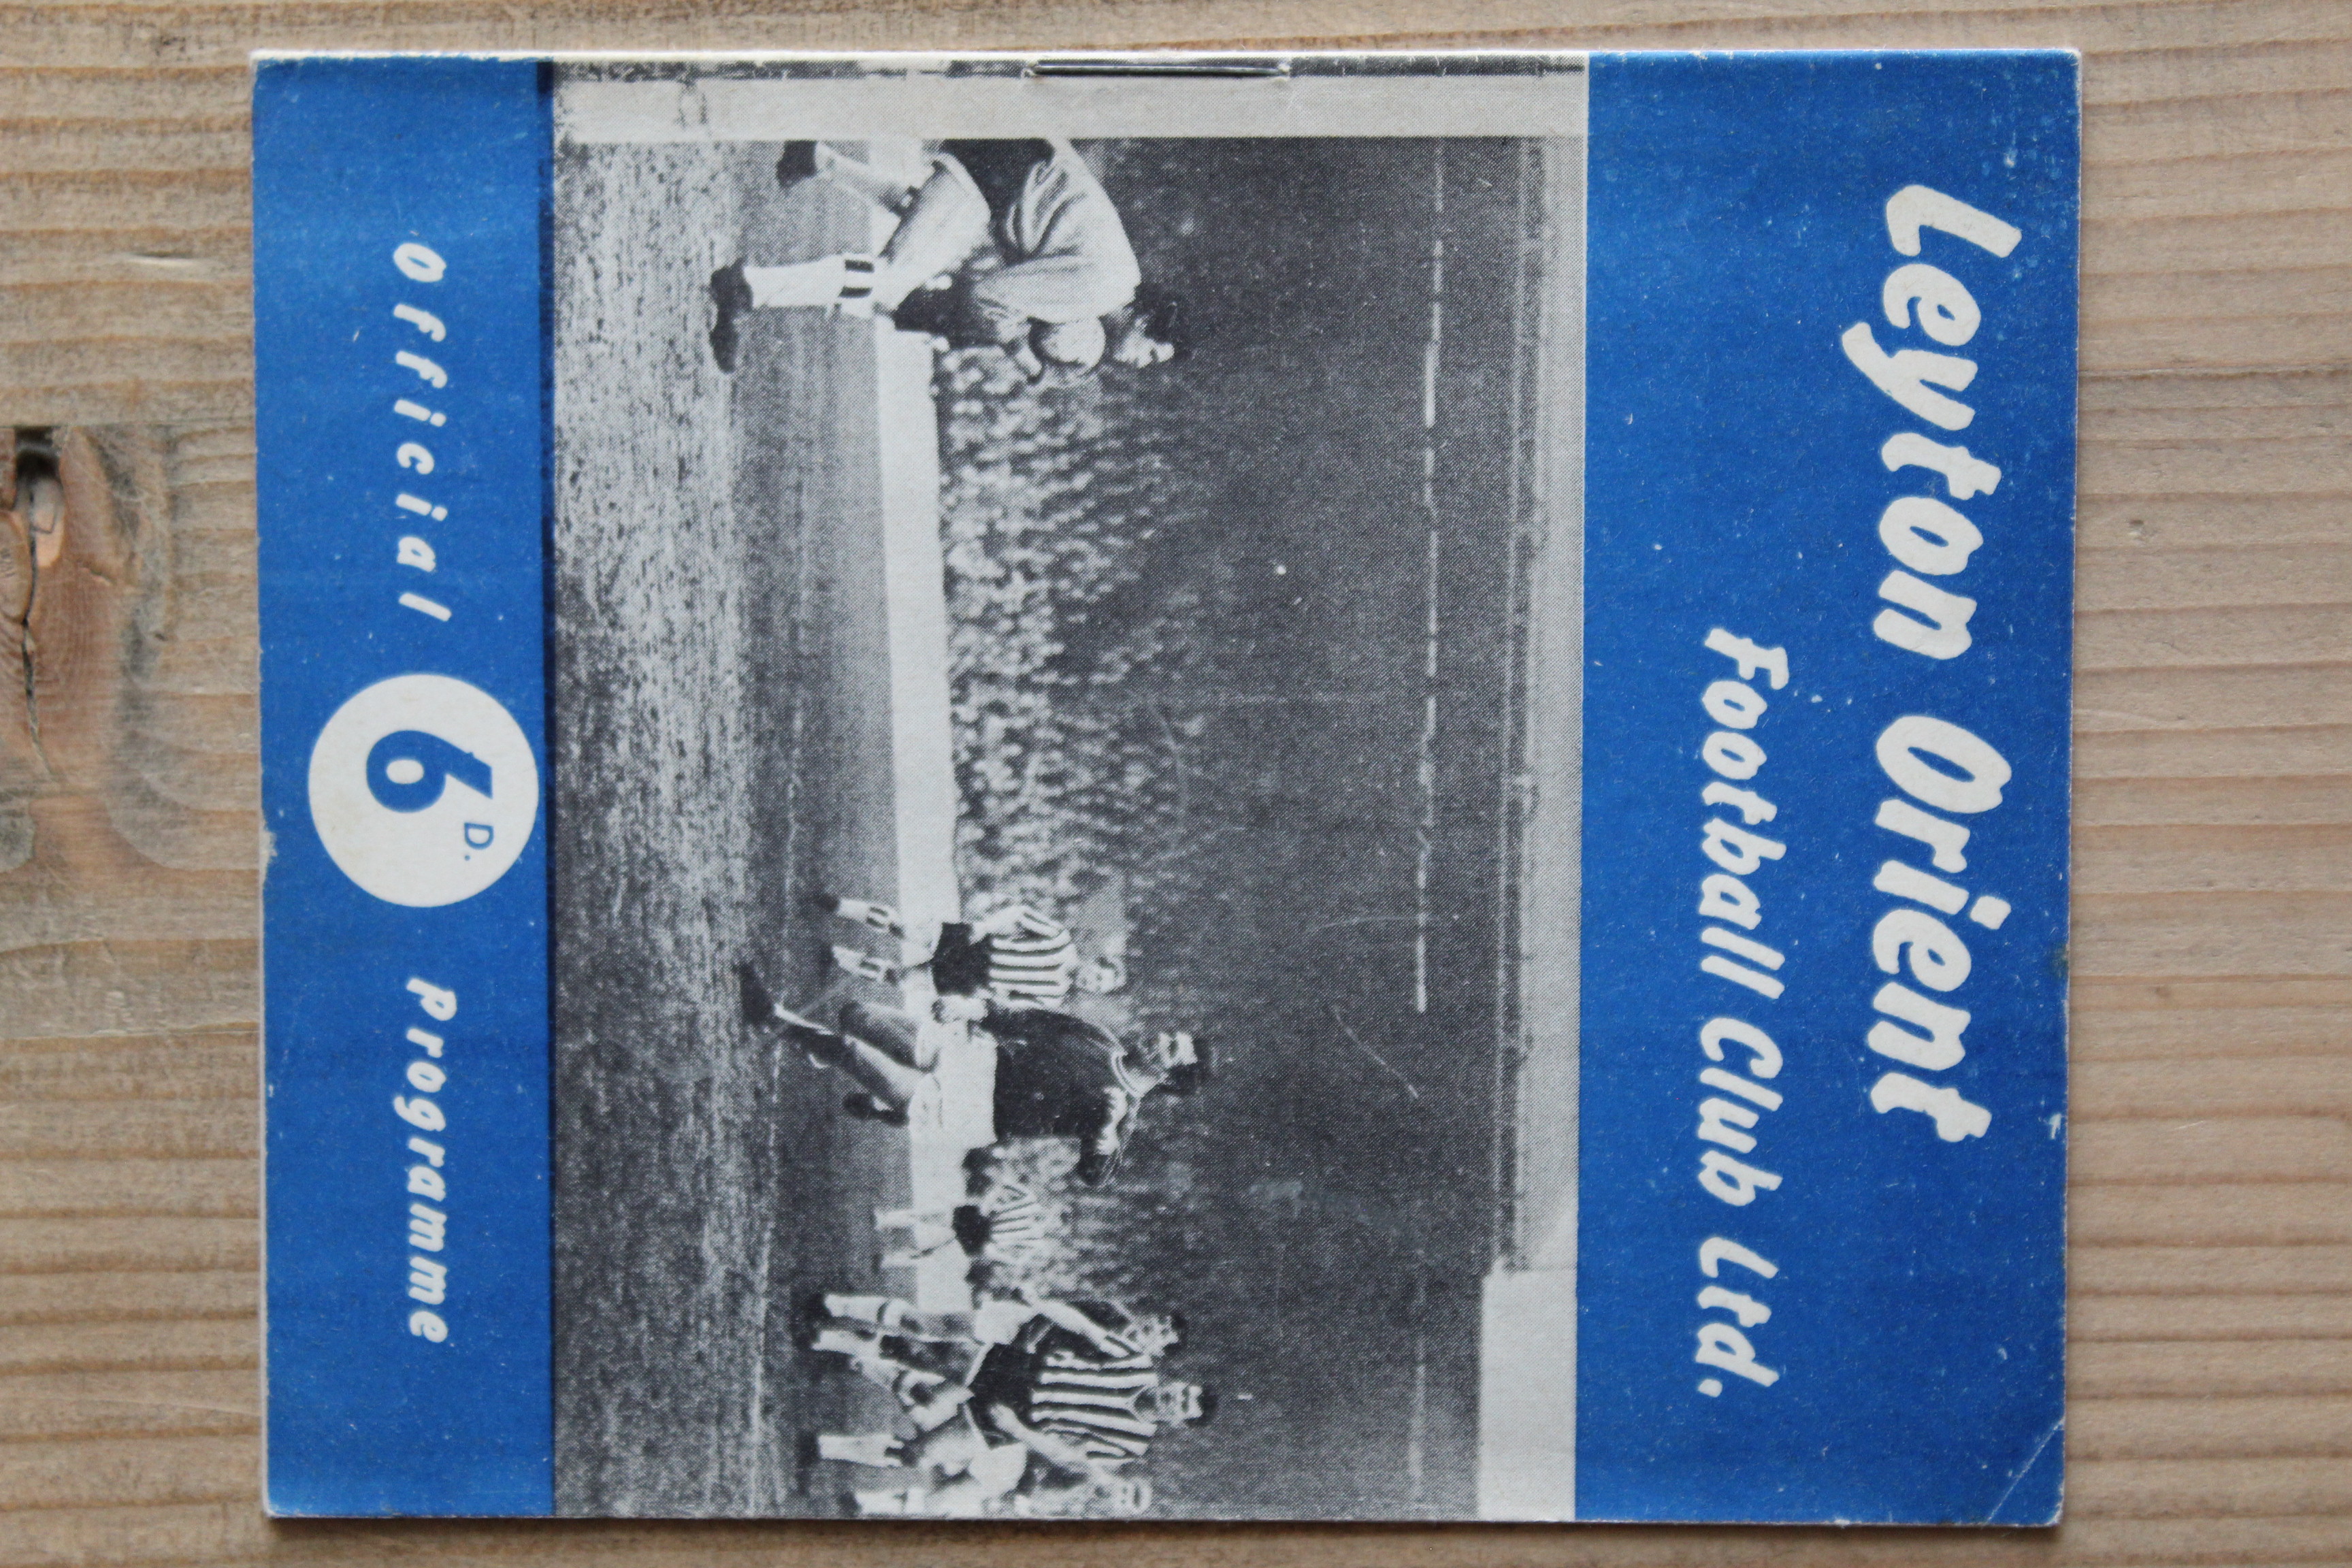 Leyton Orient
Football Club Ltd.
Official 6D. Programme